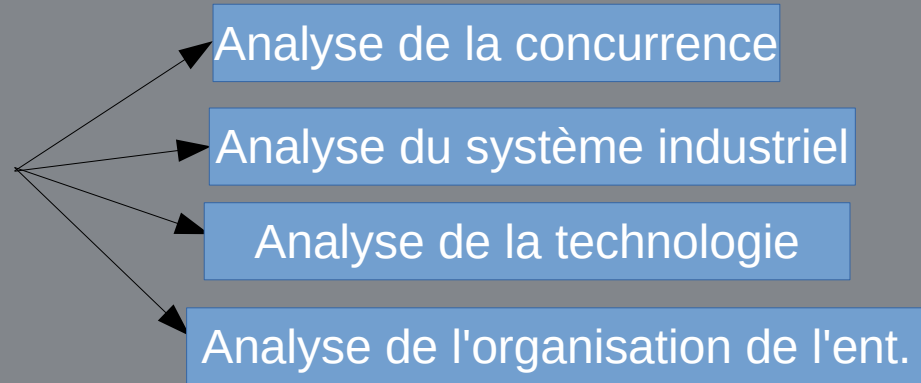 Analyse de la concurrence
Analyse du système industriel
Analyse de la technologie
Analyse de l'organisation de l'ent.